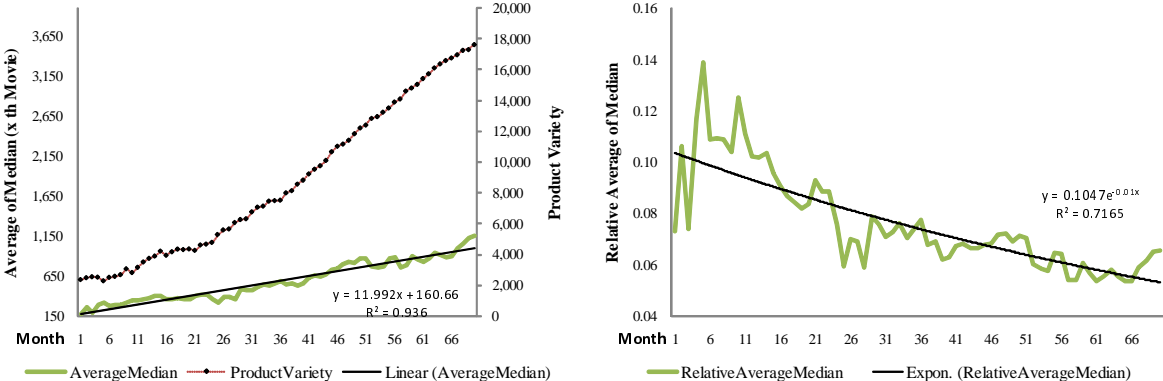 Average of Median (x th Movie)
3,650
3,150
2,650
2,150
1,650
1,150
650
150
20,000
18,000
16,000
14,000
12,000
10,000
8,000
6,000
4,000
2,000
0
Product Variety
y = 11.992x + 160.66
R² = 0.936
Month 1 6 11 16 21 26 31 36 41 46 51 56 61 66
AverageMedian ProductVariety Linear (AverageMedian)
Relative Average of Median
0.16
0.14
0.12
0.10
0.08
0.06
0.04
y = 0.1047e^-0.01x
R² = 0.7165
Month 1 6 11 16 21 26 31 36 41 46 51 56 61 66
RelativeAverageMedian Expon. (RelativeAverageMedian)